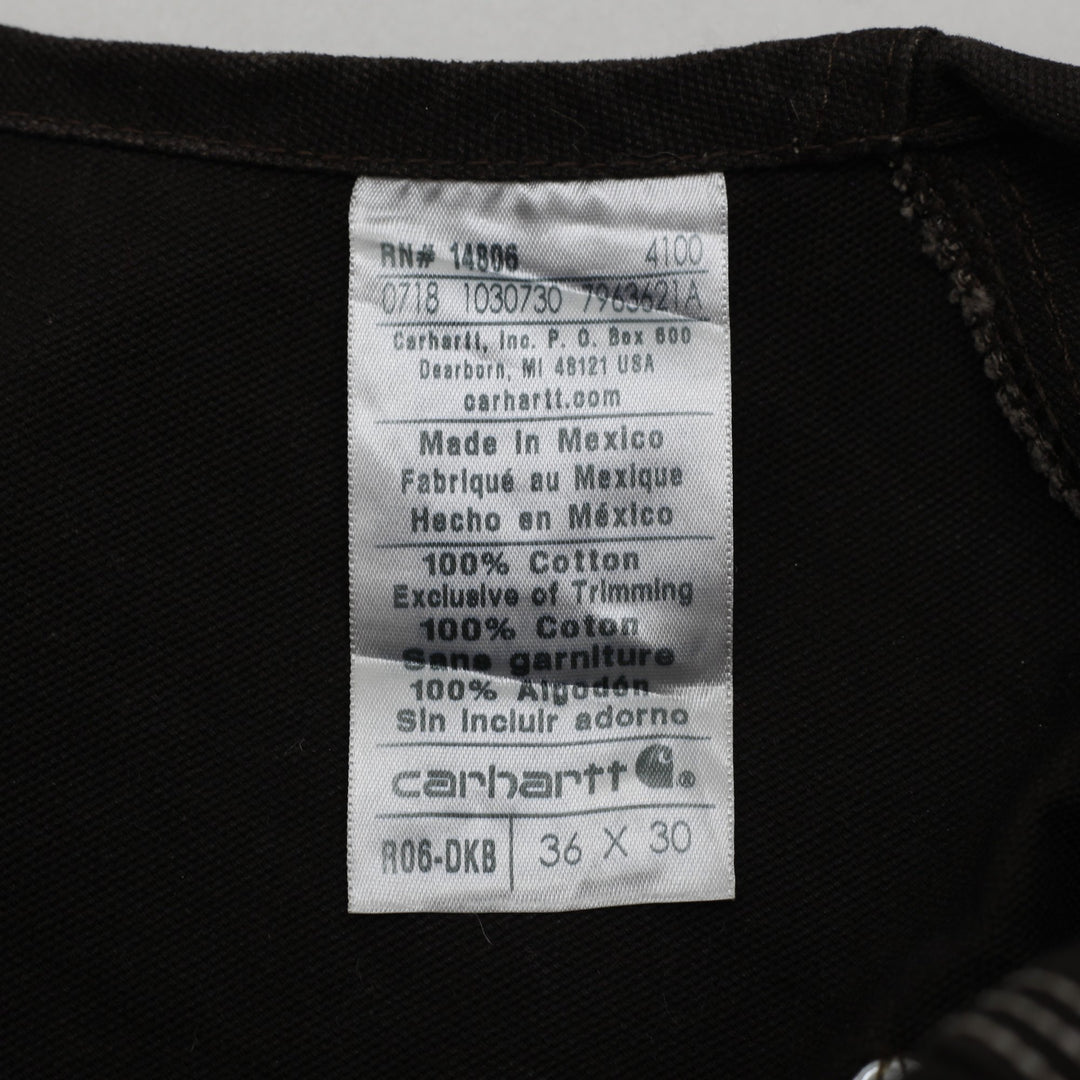 RN# 14806 4100
0718 1030730 7963621A
Carhartt, Inc. P. O. Box 600
Dearborn, MI 48121 USA
carhartt.com
Made in Mexico
Fabriqué au Mexique
Hecho en México
100% Cotton
Exclusive of Trimming
100% Coton
Sans garniture
100% Algodón
Sin incluir adorno
carhartt ®
R06-DKB 36 X 30